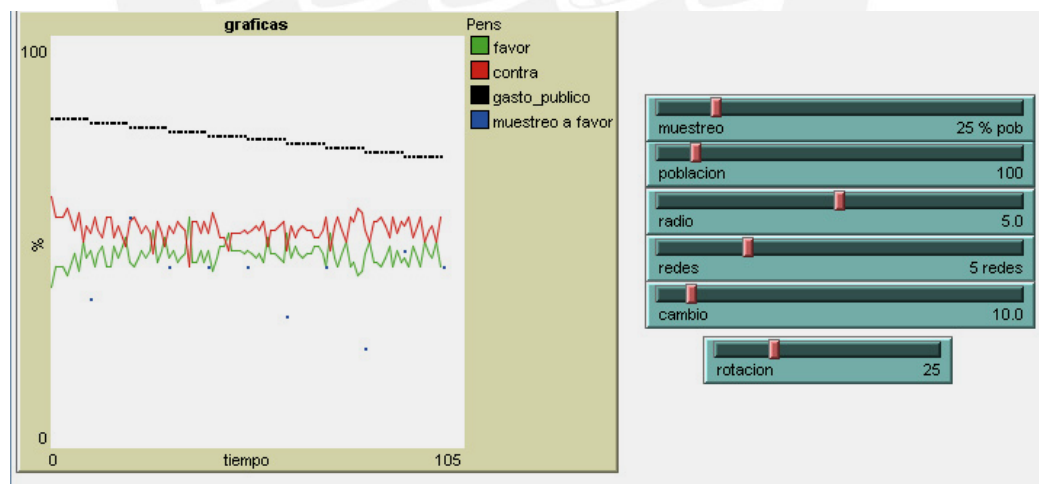 graficas
Pens
100
favor
contra
gasto_publico
muestreo a favor
%
0
0 tiempo 105
muestreo 25 % pob
poblacion 100
radio 5.0
redes 5 redes
cambio 10.0
rotacion 25